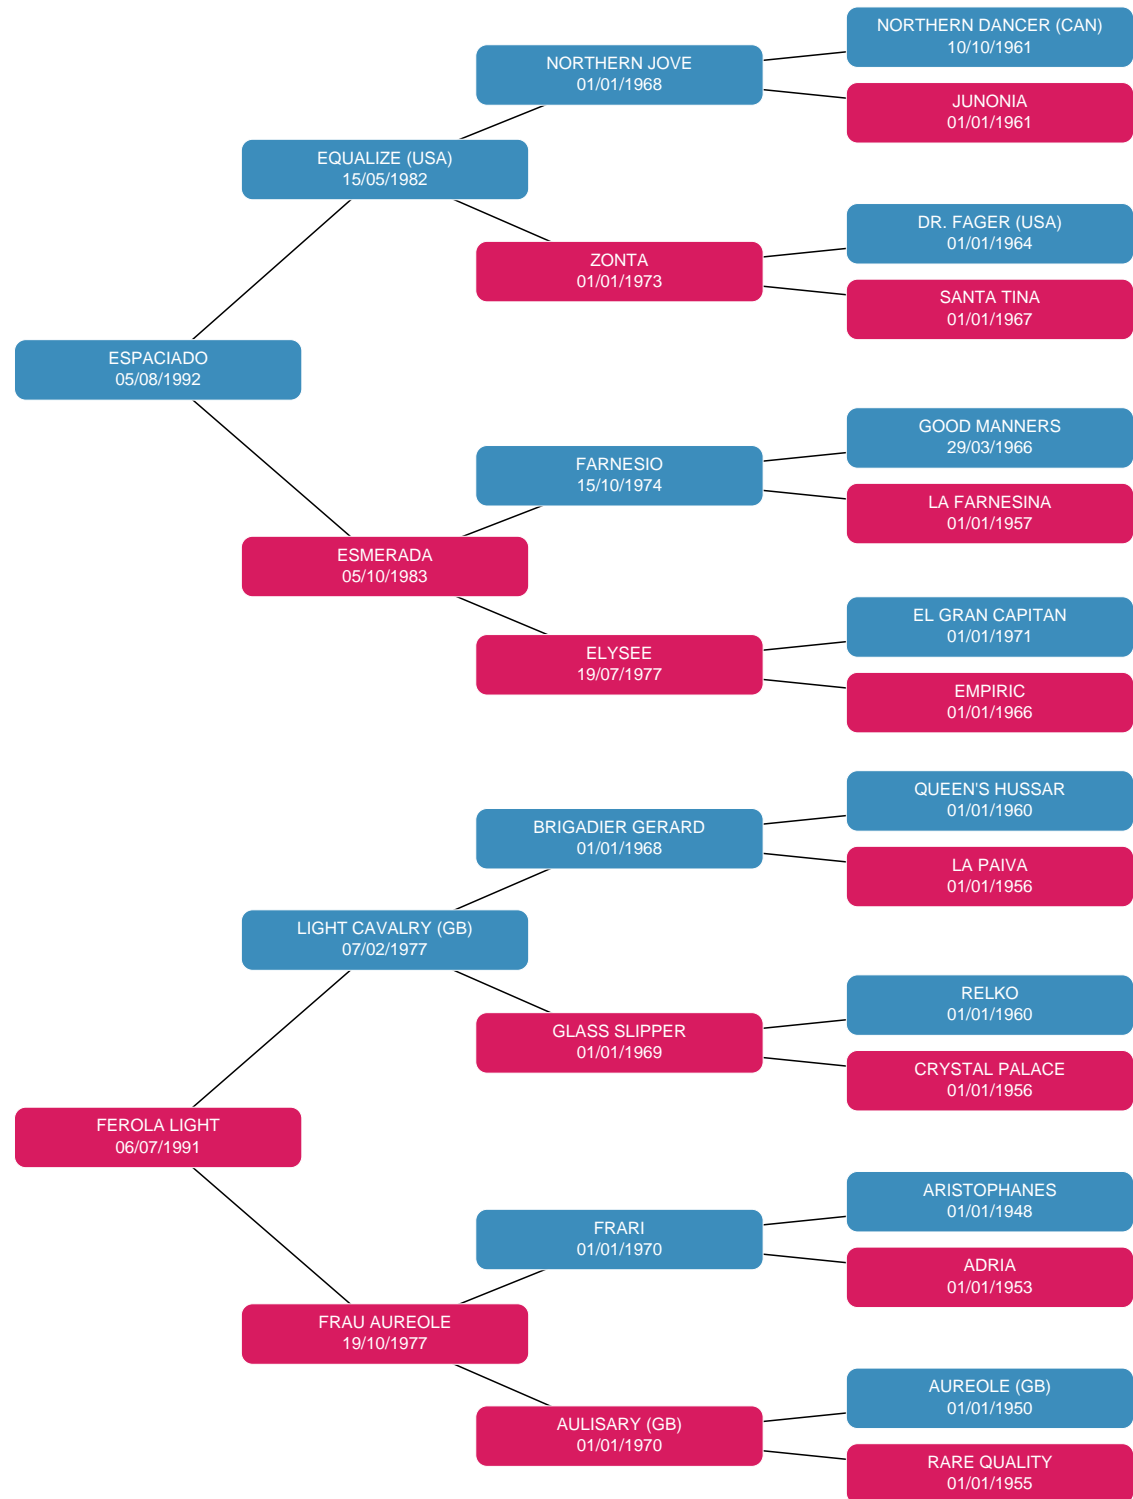 NORTHERN DANCER (CAN)
10/10/1961
NORTHERN JOVE
01/01/1968
JUNONIA
01/01/1961
EQUALIZE (USA)
15/05/1982
DR. FAGER (USA)
01/01/1964
ZONTA
01/01/1973
SANTA TINA
01/01/1967
ESPACIADO
05/08/1992
GOOD MANNERS
29/03/1966
FARNESIO
15/10/1974
LA FARNESINA
01/01/1957
ESMERADA
05/10/1983
EL GRAN CAPITAN
01/01/1971
ELYSEE
19/07/1977
EMPIRIC
01/01/1966
QUEEN'S HUSSAR
01/01/1960
BRIGADIER GERARD
01/01/1968
LA PAIVA
01/01/1956
LIGHT CAVALRY (GB)
07/02/1977
RELKO
01/01/1960
GLASS SLIPPER
01/01/1969
CRYSTAL PALACE
01/01/1956
FEROLA LIGHT
06/07/1991
ARISTOPHANES
01/01/1948
FRARI
01/01/1970
ADRIA
01/01/1953
FRAU AUREOLE
19/10/1977
AUREOLE (GB)
01/01/1950
AULISARY (GB)
01/01/1970
RARE QUALITY
01/01/1955